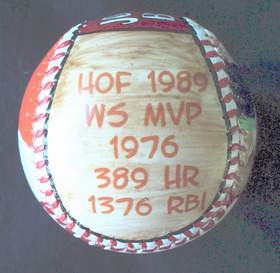 HOF 1989
WS MVP
1976
389 HR
1376 RBI